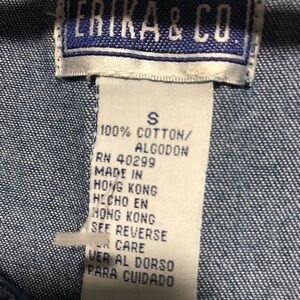 ERIKA & CO
S
100% COTTON/
ALGODON
RN 40299
MADE IN
HONG KONG
HECHO EN
HONG KONG
SEE REVERSE
FOR CARE
VER AL DORSO
PARA CUIDADO